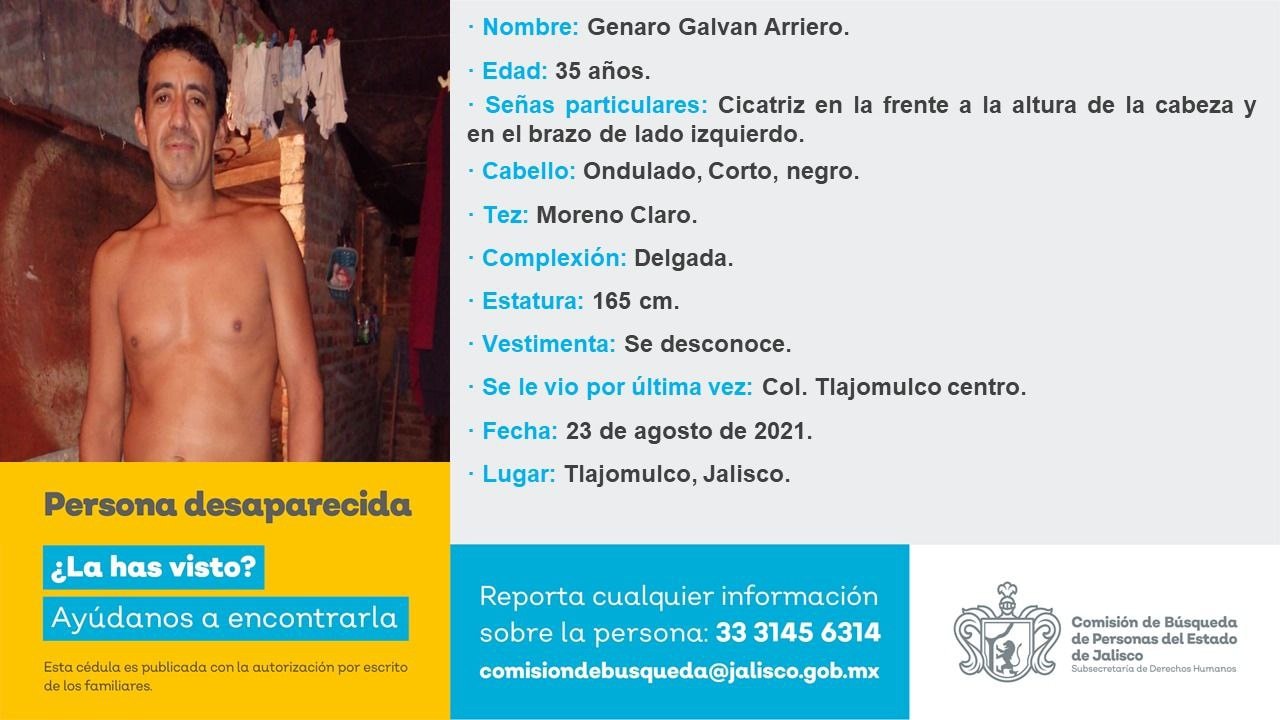 · Nombre: Genaro Galvan Arriero.
· Edad: 35 años.
· Señas particulares: Cicatriz en la frente a la altura de la cabeza y
en el brazo de lado izquierdo.
· Cabello: Ondulado, Corto, negro.
· Tez: Moreno Claro.
· Complexión: Delgada.
· Estatura: 165 cm.
· Vestimenta: Se desconoce.
· Se le vio por última vez: Col. Tlajomulco centro.
· Fecha: 23 de agosto de 2021.
· Lugar: Tlajomulco, Jalisco.
Persona desaparecida
¿La has visto?
Ayúdanos a encontrarla
Esta cédula es publicada con la autorización por escrito
de los familiares.
Reporta cualquier información
sobre la persona: 33 3145 6314
comisiondebusqueda@jalisco.gob.mx
Comisión de Búsqueda
de Personas del Estado
de Jalisco
Subsecretaría de Derechos Humanos